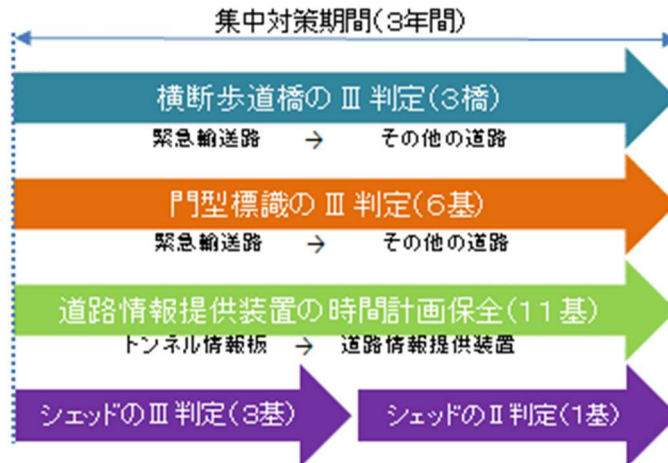 集中対策期間(3年間)
横断歩道橋のⅢ判定(3橋)
緊急輸送路 → その他の道路
門型標識のⅢ判定(6基)
緊急輸送路 → その他の道路
道路情報提供装置の時間計画保全(11基)
トンネル情報板 → 道路情報提供装置
シェッドのⅢ判定(3基) シェッドのⅡ判定(1基)